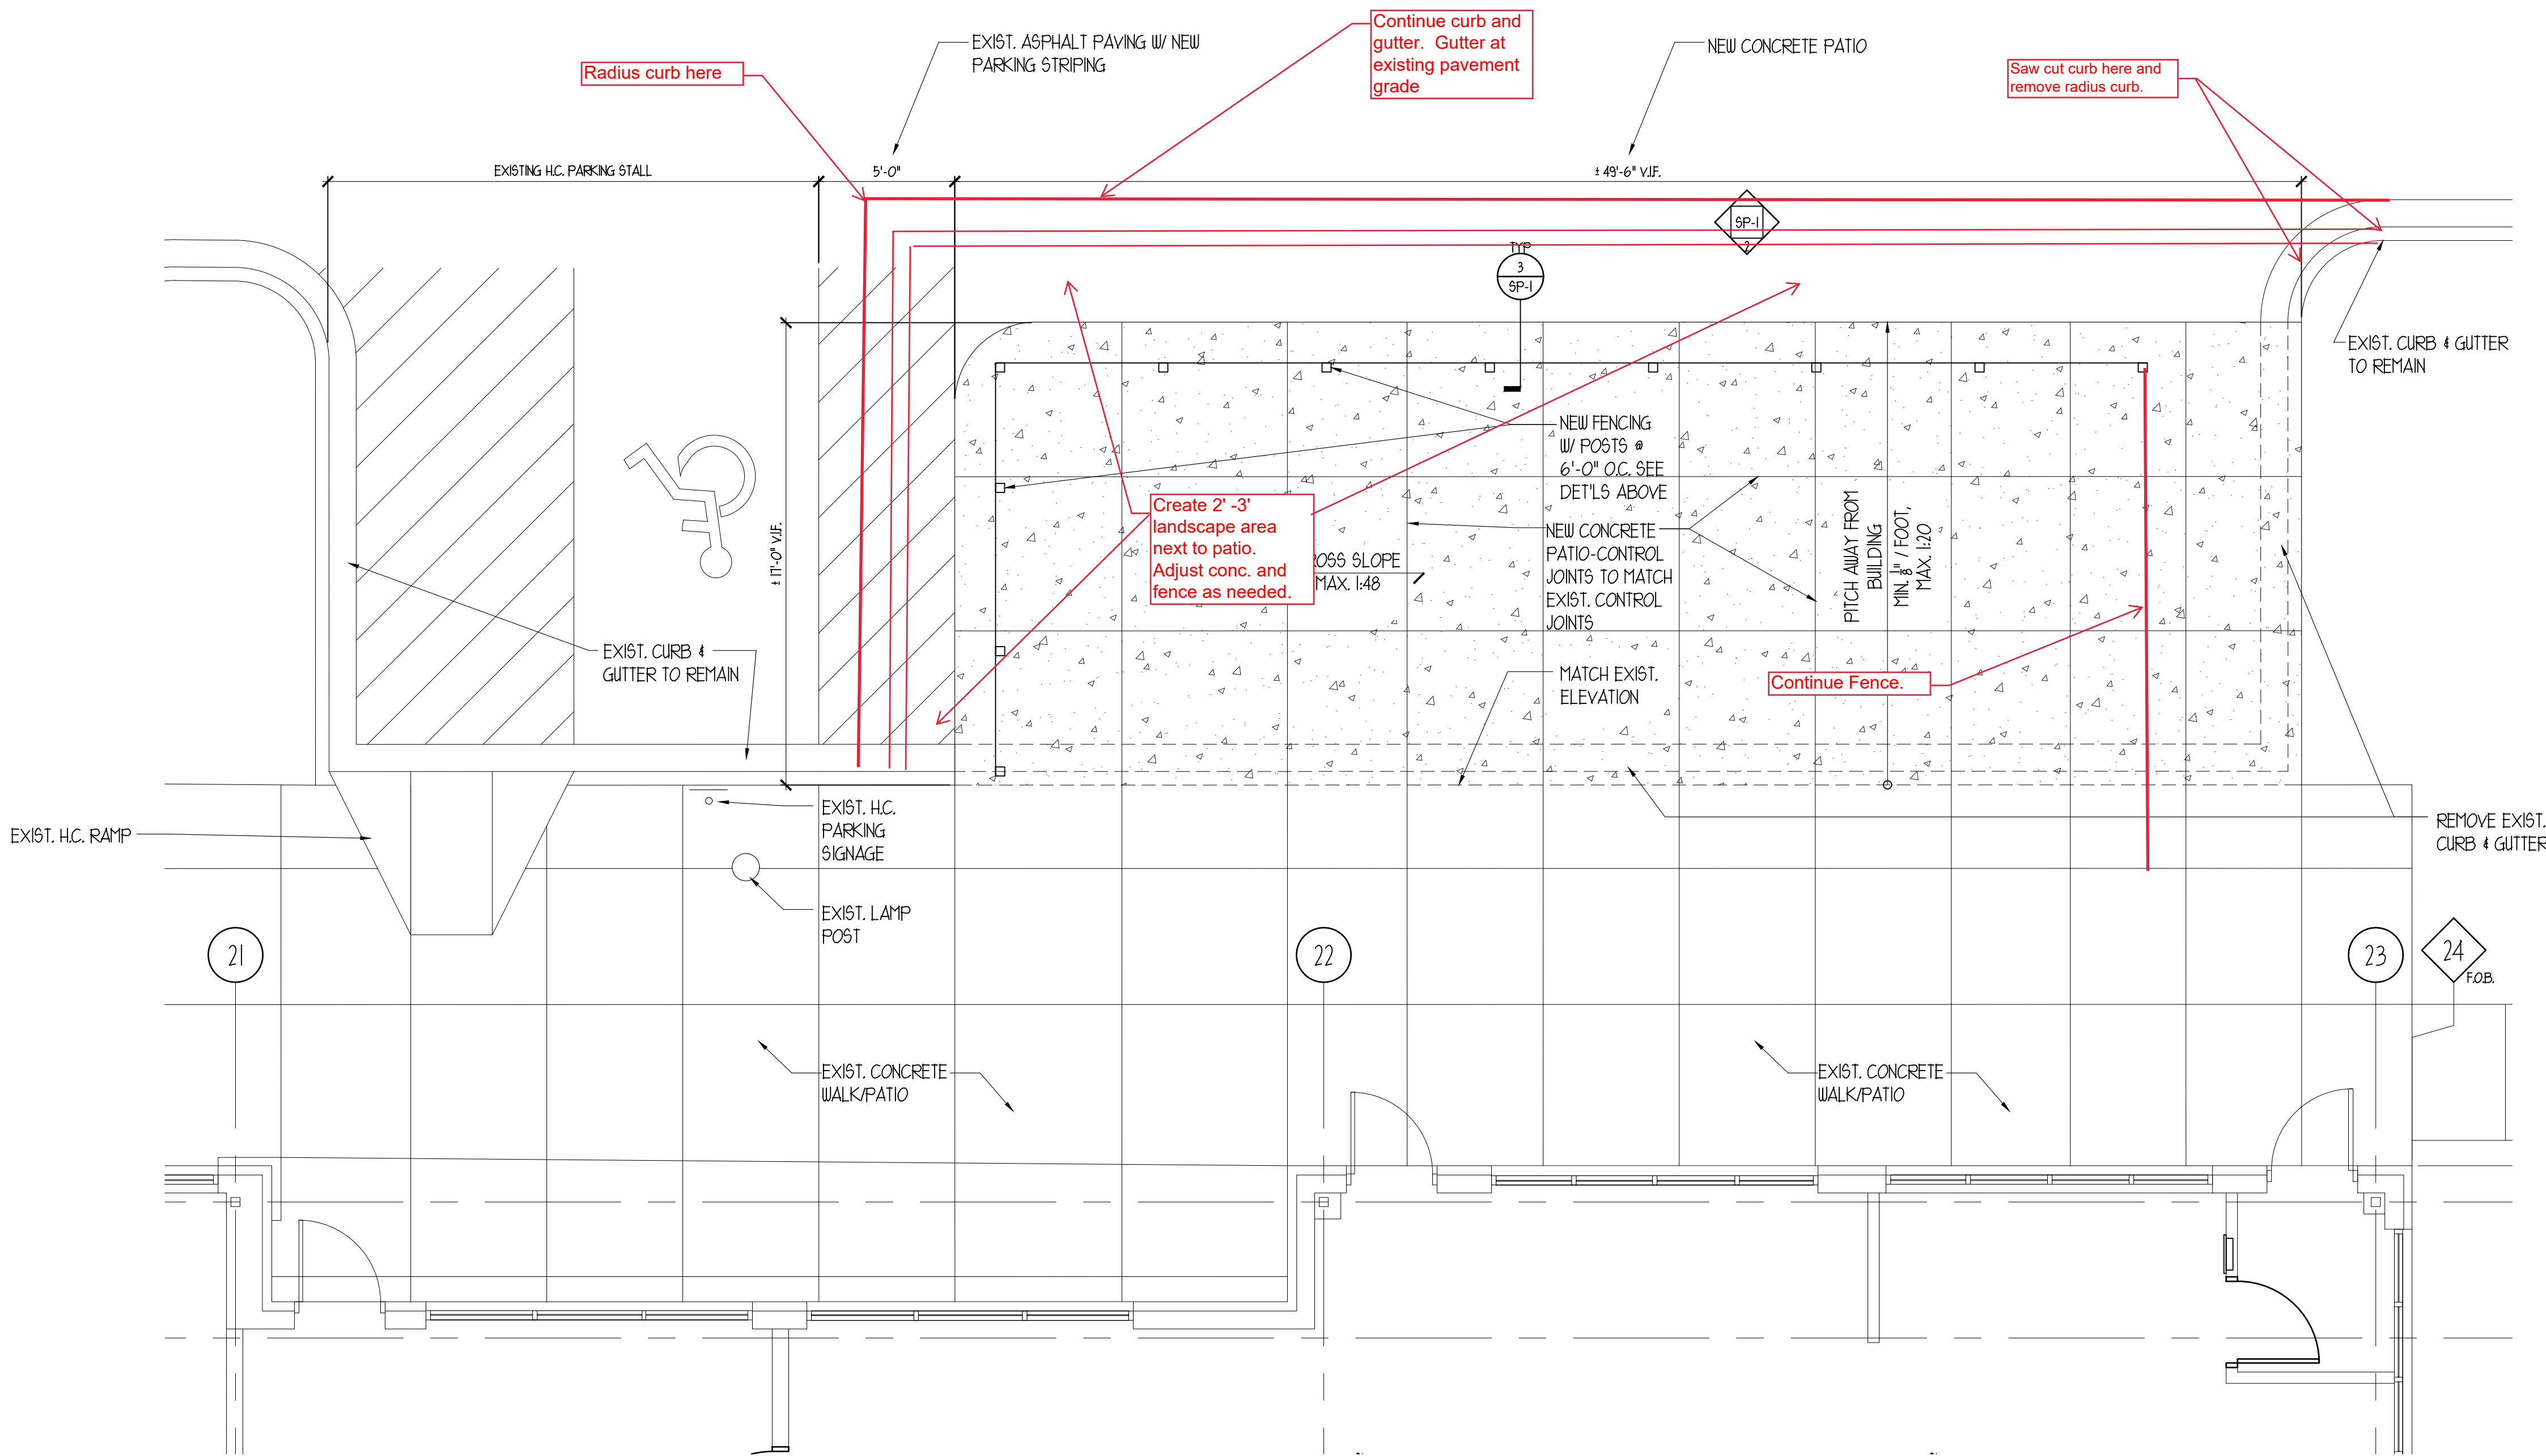 Continue curb and
gutter. Gutter at
existing pavement
grade
EXIST. ASPHALT PAVING W/ NEW
PARKING STRIPING
NEW CONCRETE PATIO
Radius curb here
Saw cut curb here and
remove radius curb.
EXISTING H.C. PARKING STALL
5'-0"
± 49'-6" V.I.F.
SP-1
2
TYP
3
SP-1
EXIST. CURB & GUTTER
TO REMAIN
NEW FENCING
W/ POSTS @
6'-0" O.C. SEE
DET'LS ABOVE
Create 2' -3'
landscape area
next to patio.
Adjust conc. and
fence as needed.
ROSS SLOPE
MAX. 1:48
NEW CONCRETE
PATIO-CONTROL
JOINTS TO MATCH
EXIST. CONTROL
JOINTS
PITCH AWAY FROM
BUILDING
MIN. 1/8" / FOOT,
MAX. 1:20
± 17'-0" V.I.F.
EXIST. CURB &
GUTTER TO REMAIN
MATCH EXIST.
ELEVATION
Continue Fence.
EXIST. H.C. RAMP
EXIST. H.C.
PARKING
SIGNAGE
REMOVE EXIST.
CURB & GUTTER
EXIST. LAMP
POST
21
22
23
24
F.O.B.
EXIST. CONCRETE
WALK/PATIO
EXIST. CONCRETE
WALK/PATIO